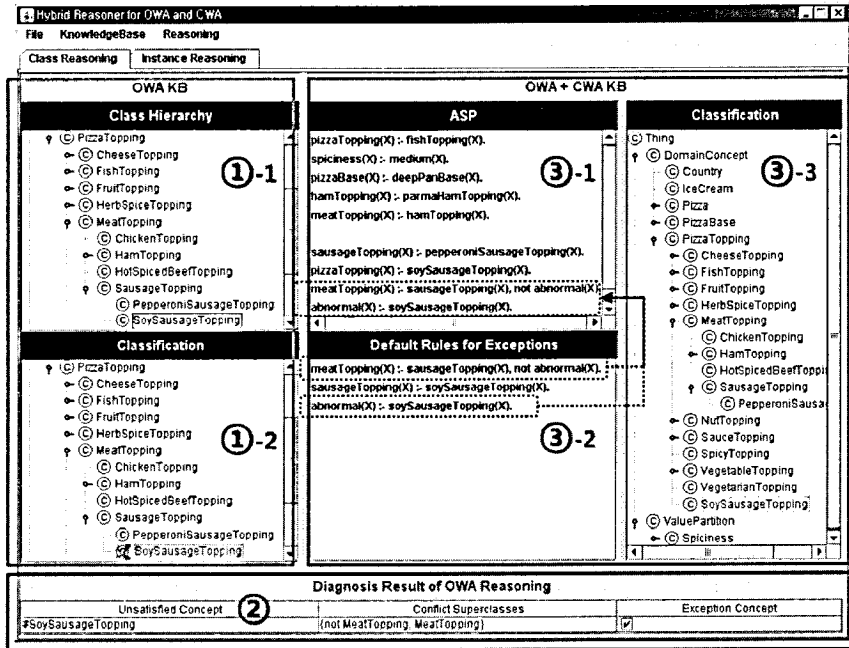 Hybrid Reasoner for OWA and CWA
File KnowledgeBase Reasoning
Class Reasoning Instance Reasoning
OWA KB
Class Hierarchy
PizzaTopping
CheeseTopping
FishTopping
FruitTopping
HerbSpiceTopping
MeatTopping
ChickenTopping
HamTopping
HotSpicedBeefTopping
SausageTopping
PepperoniSausageTopping
SoySausageTopping
①-1
Classification
PizzaTopping
CheeseTopping
FishTopping
FruitTopping
HerbSpiceTopping
MeatTopping
ChickenTopping
HamTopping
HotSpicedBeefTopping
SausageTopping
PepperoniSausageTopping
SoySausageTopping
①-2
OWA + CWA KB
ASP
pizzaTopping(X) :- fishTopping(X).
spiciness(X) :- medium(X).
pizzaBase(X) :- deepPanBase(X).
hamTopping(X) :- parmaHamTopping(X).
meatTopping(X) :- hamTopping(X).
sausageTopping(X) :- pepperoniSausageTopping(X).
pizzaTopping(X) :- soySausageTopping(X).
meatTopping(X) :- sausageTopping(X), not abnormal(X)
abnormal(X) :- soySausageTopping(X).
③-1
Default Rules for Exceptions
meatTopping(X) :- sausageTopping(X), not abnormal(X).
sausageTopping(X) :- soySausageTopping(X).
abnormal(X) :- soySausageTopping(X).
③-2
Classification
Thing
DomainConcept
Country
IceCream
Pizza
PizzaBase
PizzaTopping
CheeseTopping
FishTopping
FruitTopping
HerbSpiceTopping
MeatTopping
ChickenTopping
HamTopping
HotSpicedBeefToppi
SausageTopping
PepperoniSausa
NutTopping
SauceTopping
SpicyTopping
VegetableTopping
VegetarianTopping
SoySausageTopping
ValuePartition
Spiciness
③-3
Diagnosis Result of OWA Reasoning
Unsatisfied Concept ② Conflict Superclasses Exception Concept
#SoySausageTopping {not MeatTopping, MeatTopping}